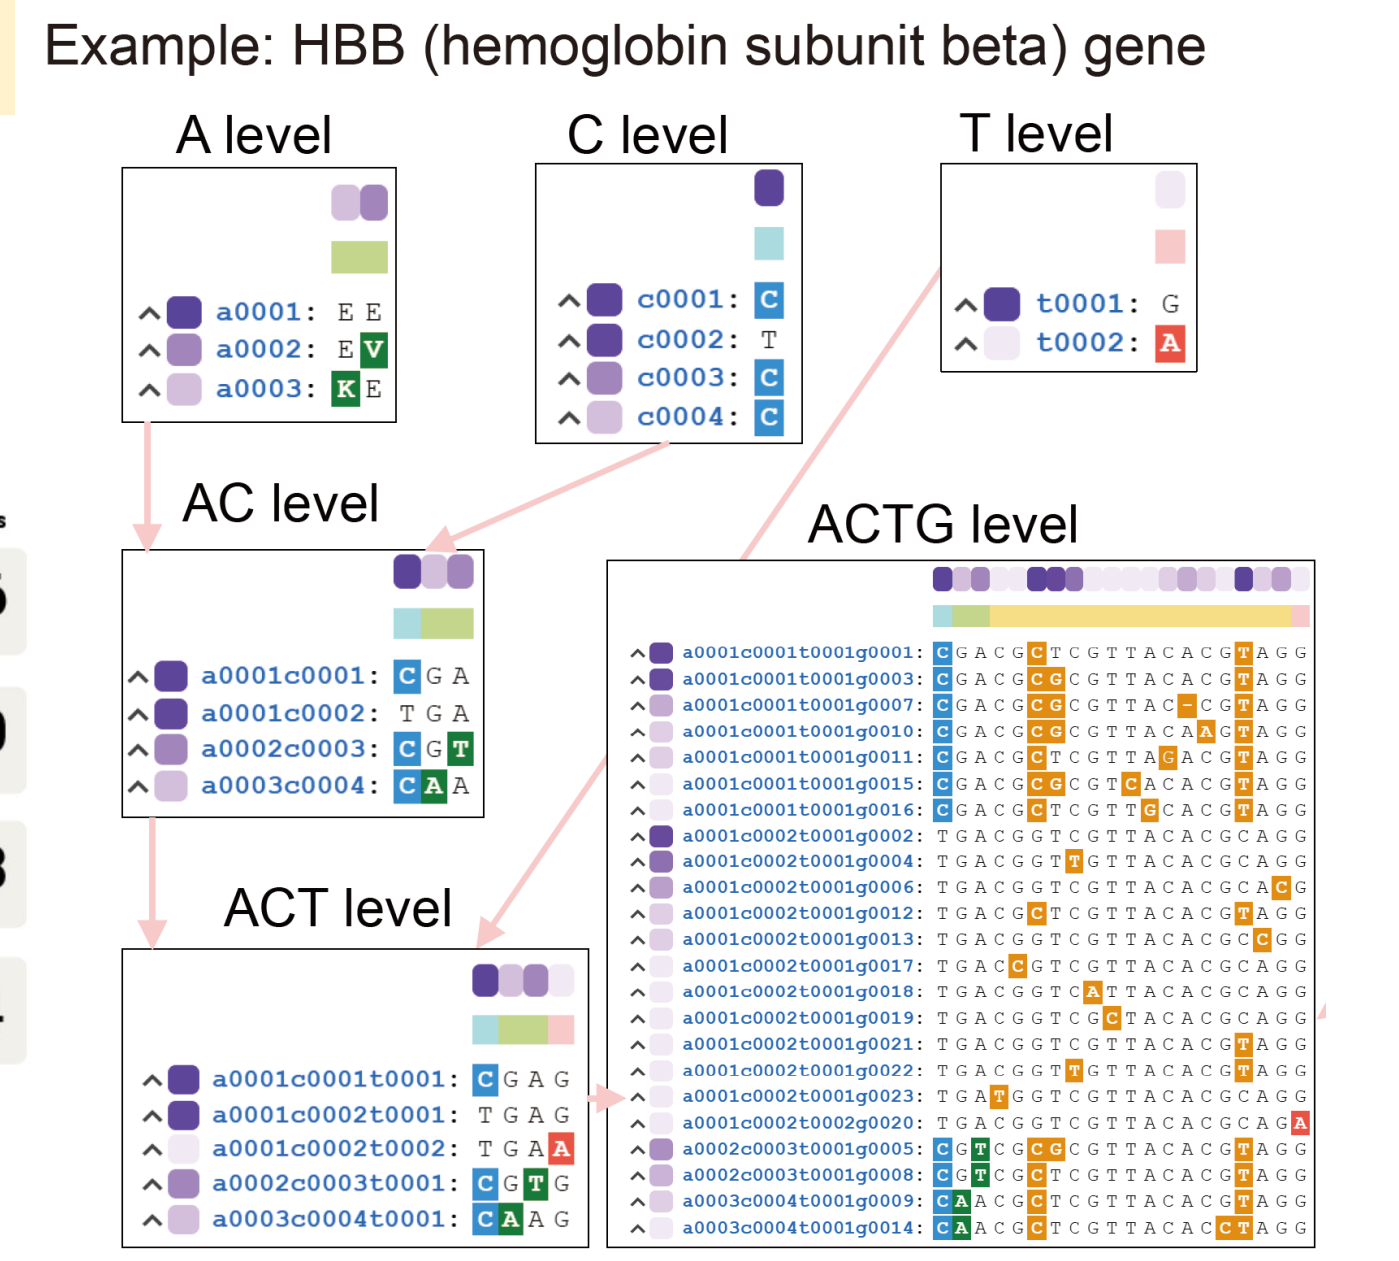 Example: HBB (hemoglobin subunit beta) gene
A level
a0001: E E
a0002: E V
a0003: K E
C level
c0001: C
c0002: T
c0003: C
c0004: C
T level
t0001: G
t0002: A
AC level
a0001c0001: C G A
a0001c0002: T G A
a0002c0003: C G T
a0003c0004: C A A
ACT level
a0001c0001t0001: C G A G
a0001c0002t0001: T G A G
a0001c0002t0002: T G A A
a0002c0003t0001: C G T G
a0003c0004t0001: C A A G
ACTG level
a0001c0001t0001g0001: C G A C G C T C G T T A C A C G T A G G
a0001c0001t0001g0003: C G A C G C G C G T T A C A C G T A G G
a0001c0001t0001g0007: C G A C G C G C G T T A C - C G T A G G
a0001c0001t0001g0010: C G A C G C G C G T T A C A A G T A G G
a0001c0001t0001g0011: C G A C G C T C G T T A G A C G T A G G
a0001c0001t0001g0015: C G A C G C G C G T C A C A C G T A G G
a0001c0001t0001g0016: C G A C G C T C G T T G C A C G T A G G
a0001c0002t0001g0002: T G A C G G T C G T T A C A C G C A G G
a0001c0002t0001g0004: T G A C G G T T G T T A C A C G C A G G
a0001c0002t0001g0006: T G A C G G T C G T T A C A C G C A C G
a0001c0002t0001g0012: T G A C G C T C G T T A C A C G T A G G
a0001c0002t0001g0013: T G A C G G T C G T T A C A C G C C G G
a0001c0002t0001g0017: T G A C C G T C G T T A C A C G C A G G
a0001c0002t0001g0018: T G A C G G T C A T T A C A C G C A G G
a0001c0002t0001g0019: T G A C G G T C G C T A C A C G C A G G
a0001c0002t0001g0021: T G A C G G T C G T T A C A C G T A G G
a0001c0002t0001g0022: T G A C G G T T G T T A C A C G T A G G
a0001c0002t0001g0023: T G A T G G T C G T T A C A C G C A G G
a0001c0002t0002g0020: T G A C G G T C G T T A C A C G C A G A
a0002c0003t0001g0005: C G T C G C G C G T T A C A C G T A G G
a0002c0003t0001g0008: C G T C G C T C G T T A C A C G T A G G
a0003c0004t0001g0009: C A A C G C T C G T T A C A C G T A G G
a0003c0004t0001g0014: C A A C G C T C G T T A C A C C T A G G